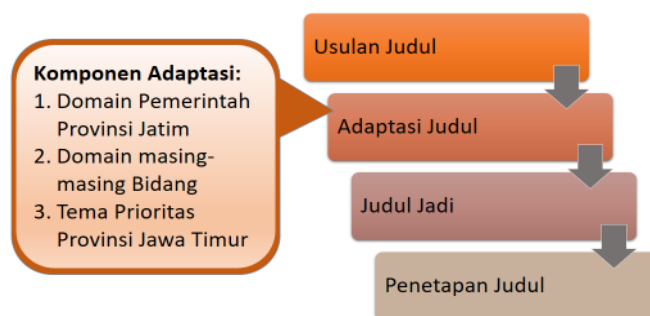 Komponen Adaptasi:
1. Domain Pemerintah
Provinsi Jatim
2. Domain masing-
masing Bidang
3. Tema Prioritas
Provinsi Jawa Timur
Usulan Judul
Adaptasi Judul
Judul Jadi
Penetapan Judul